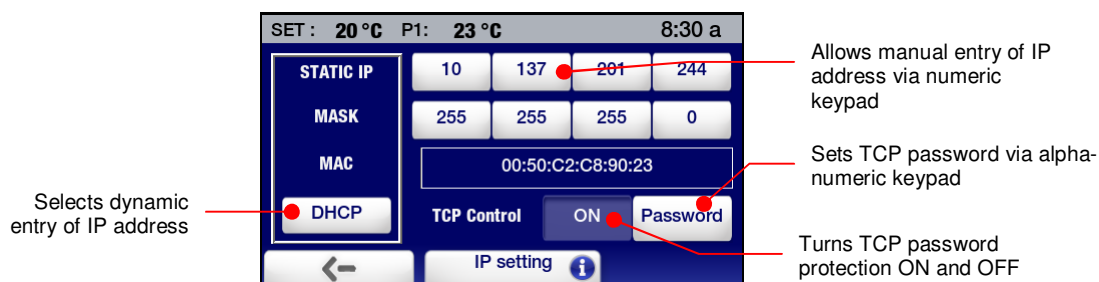 SET : 20 °C P1: 23 °C 8:30 a
STATIC IP 10 137 201 244
MASK 255 255 255 0
MAC 00:50:C2:C8:90:23
DHCP TCP Control ON Password
IP setting
Allows manual entry of IP
address via numeric
keypad
Sets TCP password via alpha-
numeric keypad
Selects dynamic
entry of IP address
Turns TCP password
protection ON and OFF